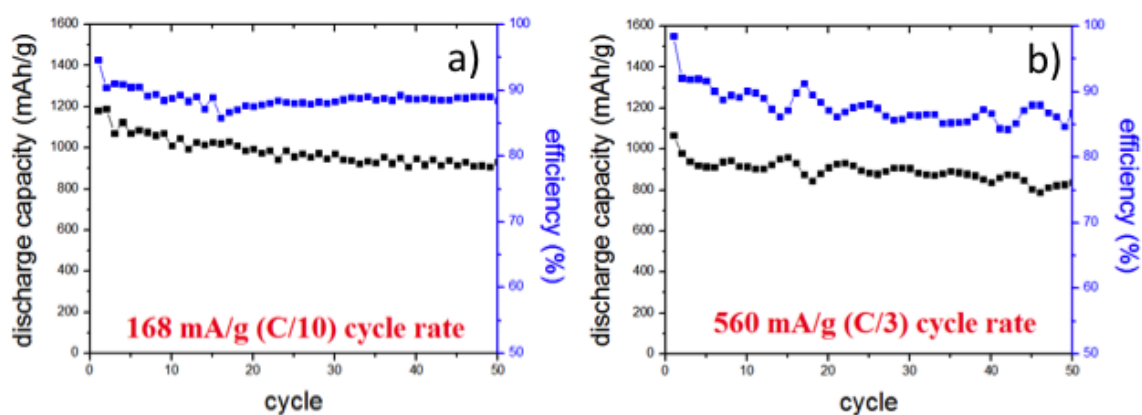 a)
discharge capacity (mAh/g)
1600
1400
1200
1000
800
600
400
200
0
100
90
80
70
90
50
efficiency (%)
168 mA/g (C/10) cycle rate
0 10 20 30 40 50
cycle
b)
discharge capacity (mAh/g)
1600
1400
1200
1000
800
600
400
200
0
100
90
80
70
90
50
efficiency (%)
560 mA/g (C/3) cycle rate
0 10 20 30 40 50
cycle